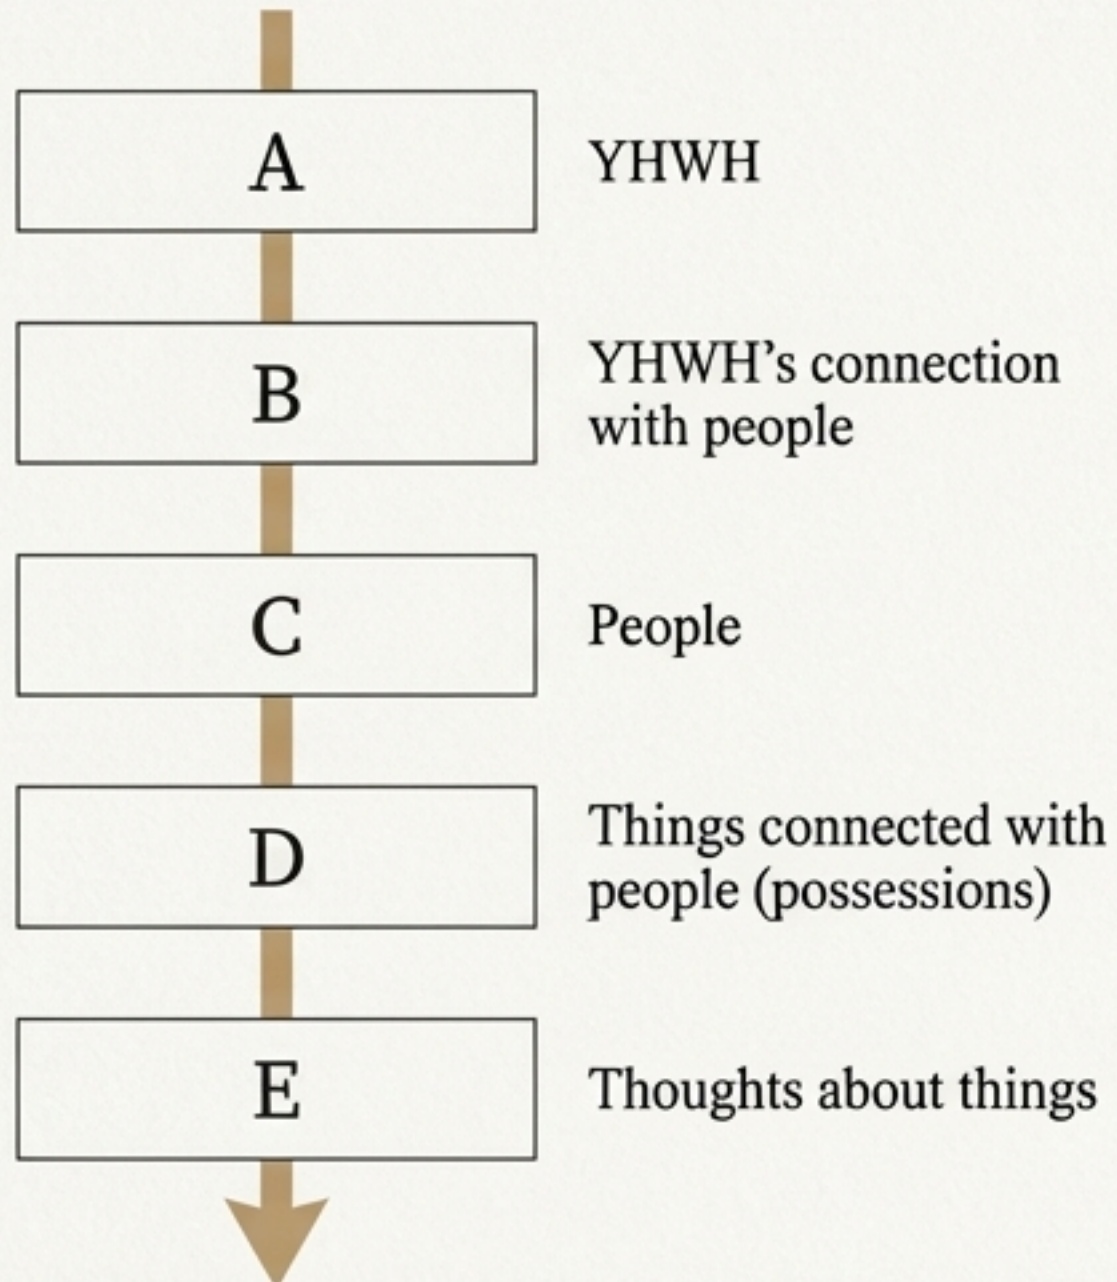 A
YHWH
B
YHWH’s connection
with people
C
People
D
Things connected with
people (possessions)
E
Thoughts about things